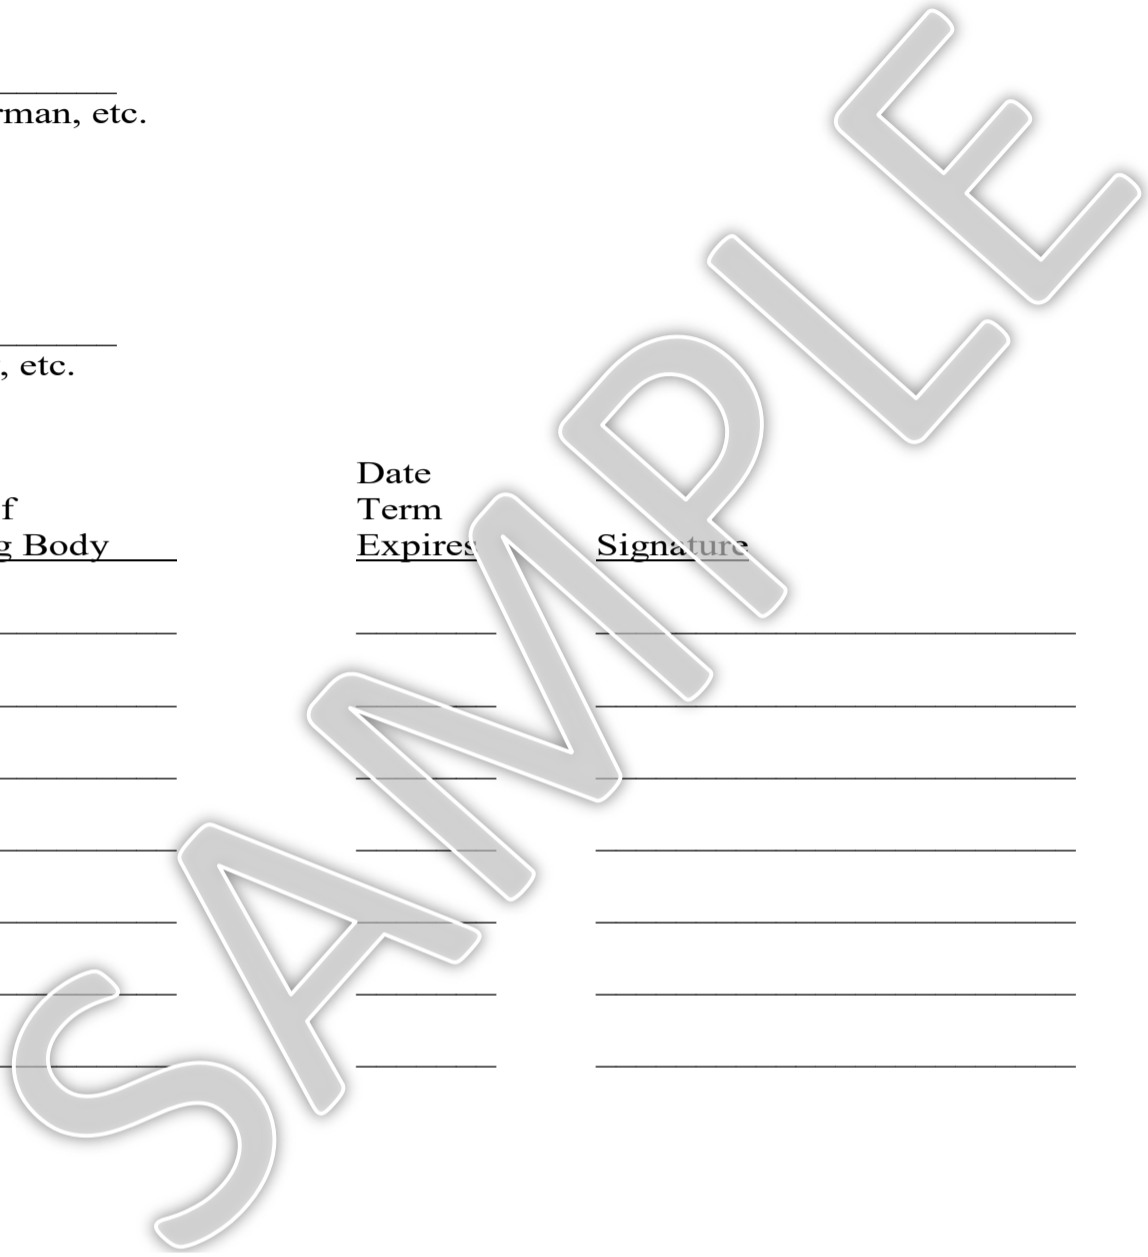 rman, etc.
, etc.
Date
f Term
g Body Expires Signature
SAMPLE